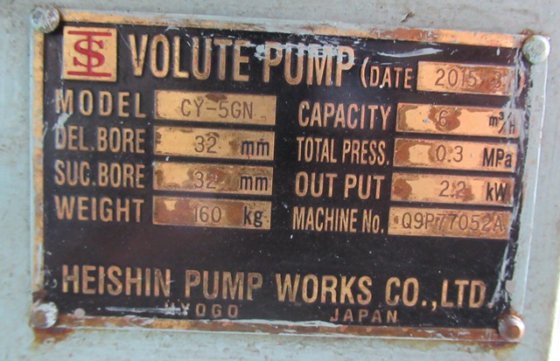 VOLUTE PUMP (DATE 2015
MODEL CY-5GN CAPACITY 6 m³/H
DEL.BORE 32 mm TOTAL PRESS. 0.3 MPa
SUC.BORE 32 mm OUT PUT 2.2 kW
WEIGHT 160 kg MACHINE No. Q9P77052A
HEISHIN PUMP WORKS CO.,LTD.
HYOGO JAPAN